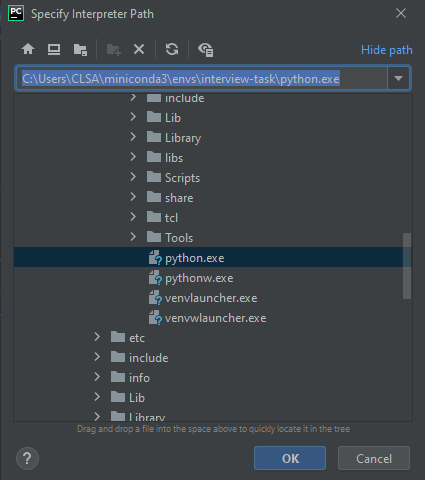 PC Specify Interpreter Path
Hide path
C:\Users\CLSA\miniconda3\envs\interview-task\python.exe
include
Lib
Library
libs
Scripts
share
tcl
Tools
python.exe
pythonw.exe
venvlauncher.exe
venvwlauncher.exe
etc
include
info
Lib
Library
Drag and drop a file into the space above to quickly locate it in the tree
?
OK
Cancel